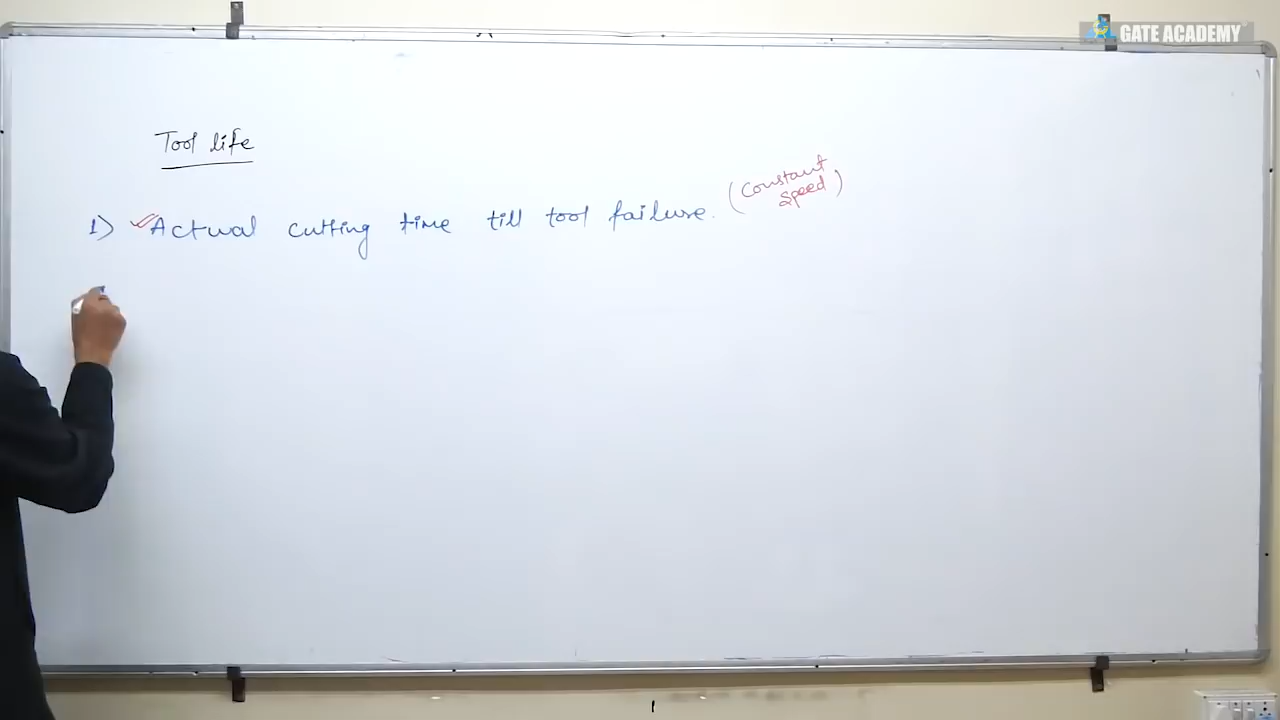 GATE ACADEMY
Tool life
1) Actual cutting time till tool failure. (Constant
Speed)